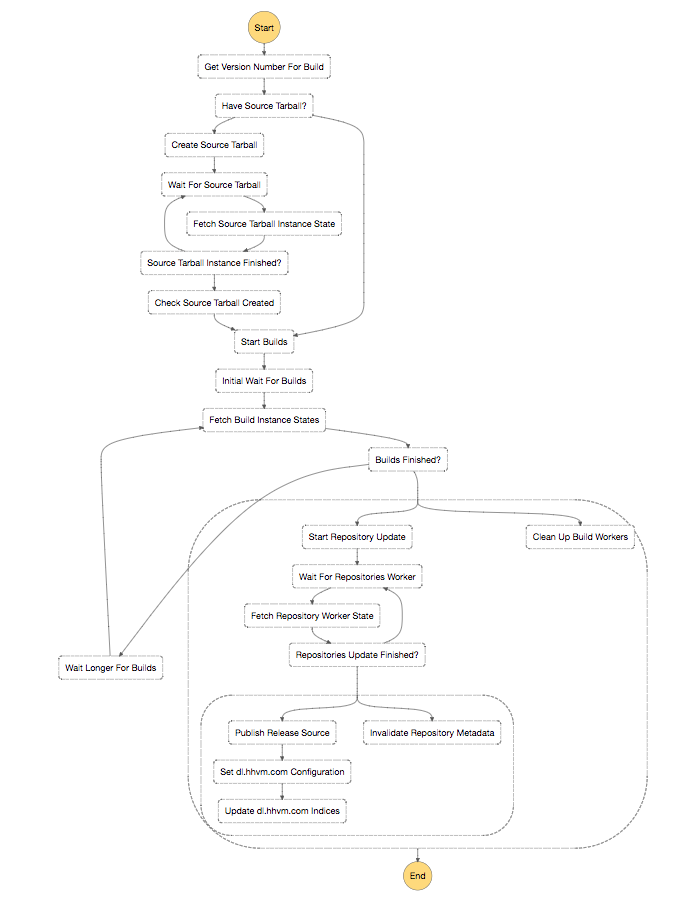 Start
Get Version Number For Build
Have Source Tarball?
Create Source Tarball
Wait For Source Tarball
Fetch Source Tarball Instance State
Source Tarball Instance Finished?
Check Source Tarball Created
Start Builds
Initial Wait For Builds
Fetch Build Instance States
Builds Finished?
Start Repository Update
Clean Up Build Workers
Wait For Repositories Worker
Fetch Repository Worker State
Repositories Update Finished?
Wait Longer For Builds
Publish Release Source
Invalidate Repository Metadata
Set dl.hhvm.com Configuration
Update dl.hhvm.com Indices
End